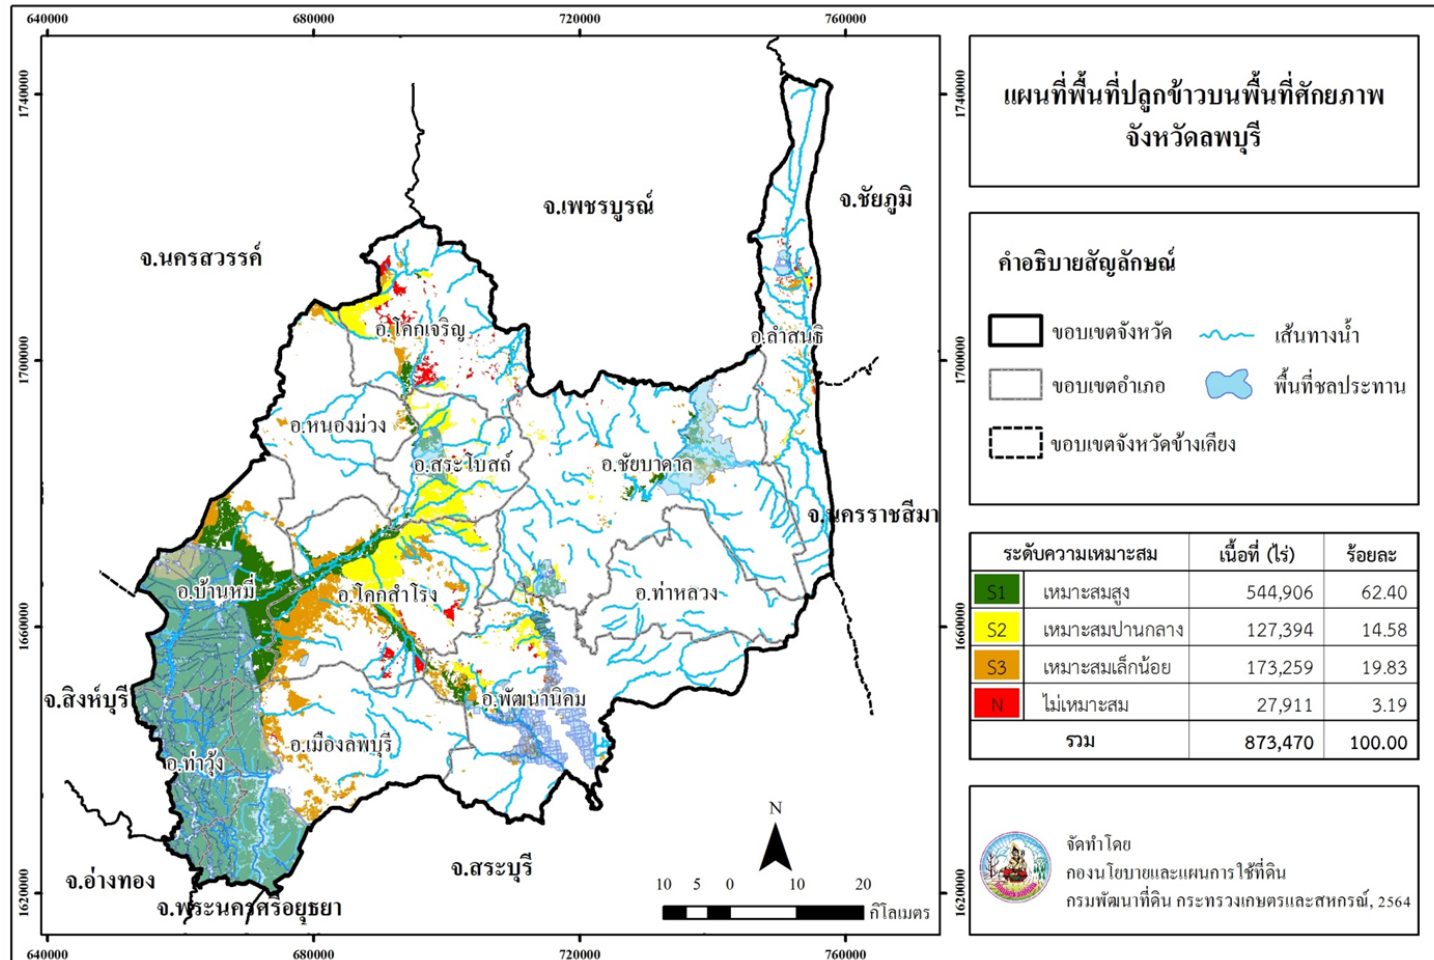 640000
680000
720000
760000
1740000
1740000
แผนที่พื้นที่ปลูกข้าวบนพื้นที่ศักยภาพ
จังหวัดลพบุรี
จ.เพชรบูรณ์
จ.ชัยภูมิ
จ.นครสวรรค์
คำอธิบายสัญลักษณ์
ขอบเขตจังหวัด
เส้นทางน้ำ
ขอบเขตอำเภอ
พื้นที่ชลประทาน
ขอบเขตจังหวัดข้างเคียง
อ.โคกเจริญ
อ.ลำสนธิ
1700000
1700000
อ.หนองม่วง
อ.สระโบสถ์
อ.ชัยบาดาล
จ.นครราชสีมา
ระดับความเหมาะสม เนื้อที่ (ไร่) ร้อยละ
S1 เหมาะสมสูง 544,906 62.40
S2 เหมาะสมปานกลาง 127,394 14.58
S3 เหมาะสมเล็กน้อย 173,259 19.83
N ไม่เหมาะสม 27,911 3.19
รวม 873,470 100.00
อ.บ้านหมี่
อ.โคกสำโรง
อ.ท่าหลวง
1660000
1660000
จ.สิงห์บุรี
อ.พัฒนานิคม
อ.เมืองลพบุรี
อ.ท่าวุ้ง
N
จ.สระบุรี
จ.อ่างทอง
จ.พระนครศรีอยุธยา
10 5 0 10 20
กิโลเมตร
1620000
1620000
จัดทำโดย
กองนโยบายและแผนการใช้ที่ดิน
กรมพัฒนาที่ดิน กระทรวงเกษตรและสหกรณ์, 2564
640000
680000
720000
760000